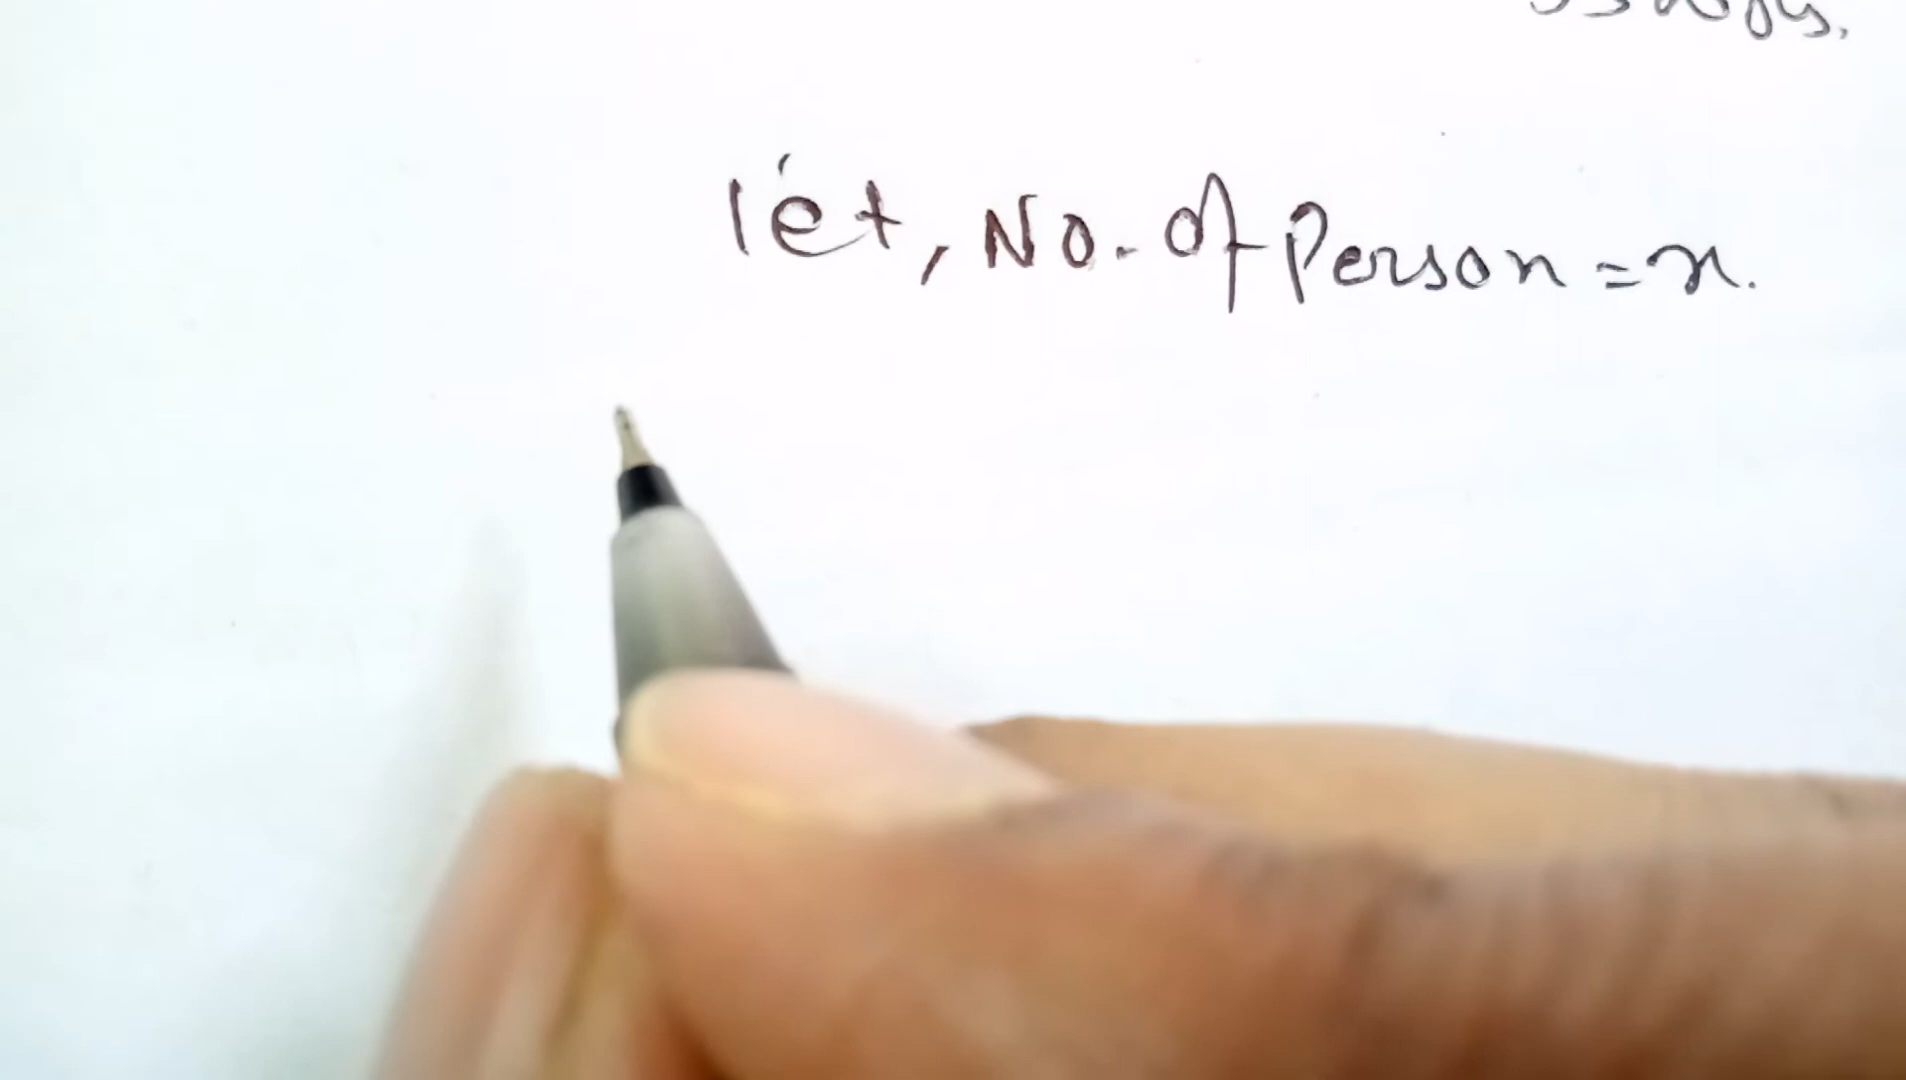 let, No. of Person = x.